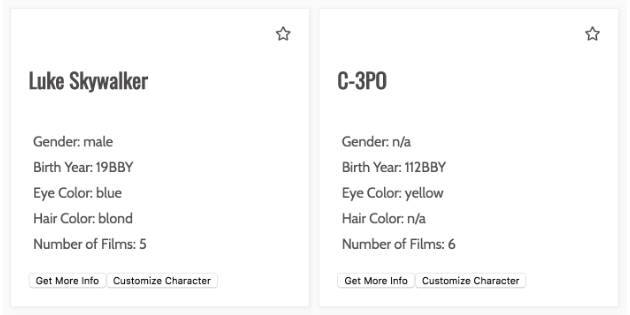 Luke Skywalker
Gender: male
Birth Year: 19BBY
Eye Color: blue
Hair Color: blond
Number of Films: 5
Get More Info
Customize Character
C-3PO
Gender: n/a
Birth Year: 112BBY
Eye Color: yellow
Hair Color: n/a
Number of Films: 6
Get More Info
Customize Character